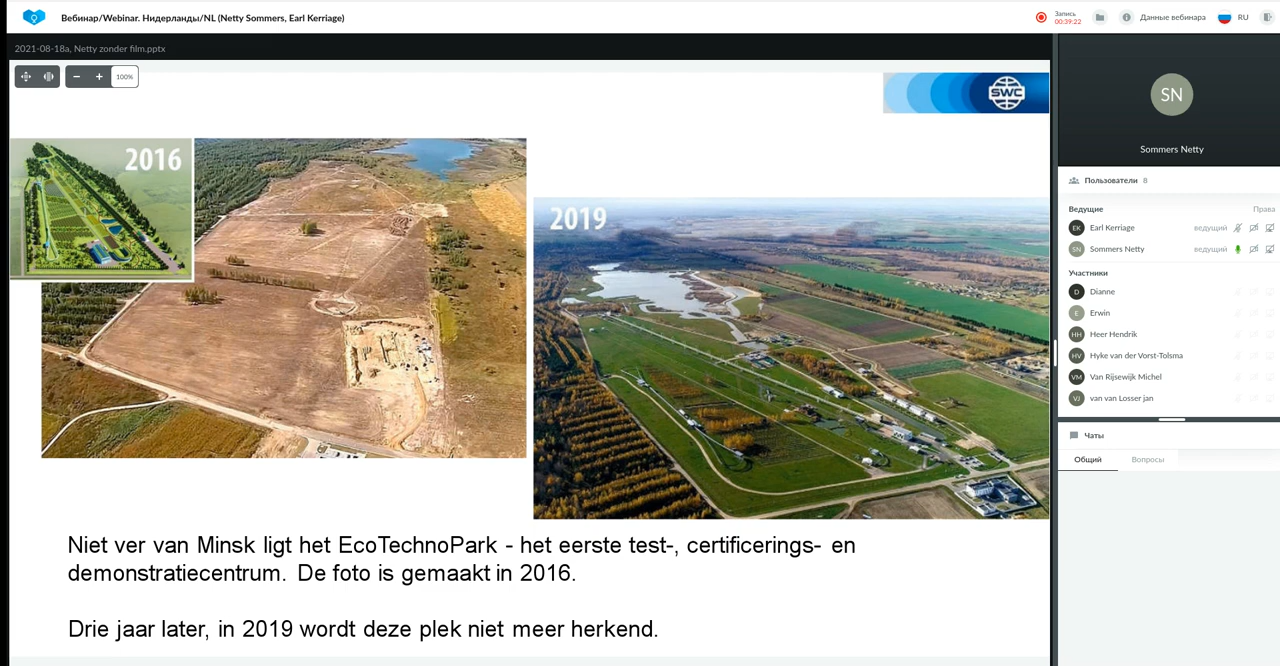 Вебинар/Webinar. Нидерланды/NL (Netty Sommers, Earl Kerriage)
Запись
00:39:22
Данные вебинара
RU
2021-08-18a, Netty zonder film.pptx
100%
SWC
2016
2019
Niet ver van Minsk ligt het EcoTechnoPark - het eerste test-, certificerings- en
demonstratiecentrum. De foto is gemaakt in 2016.
Drie jaar later, in 2019 wordt deze plek niet meer herkend.
SN
Sommers Netty
Пользователи 8
Ведущие Права
EK Earl Kerriage ведущий
SN Sommers Netty ведущий
Участники
D Dianne
E Erwin
HH Heer Hendrik
HV Hyke van der Vorst-Tolsma
VM Van Rijsewijk Michel
VJ van van Losser jan
Чаты
Общий Вопросы